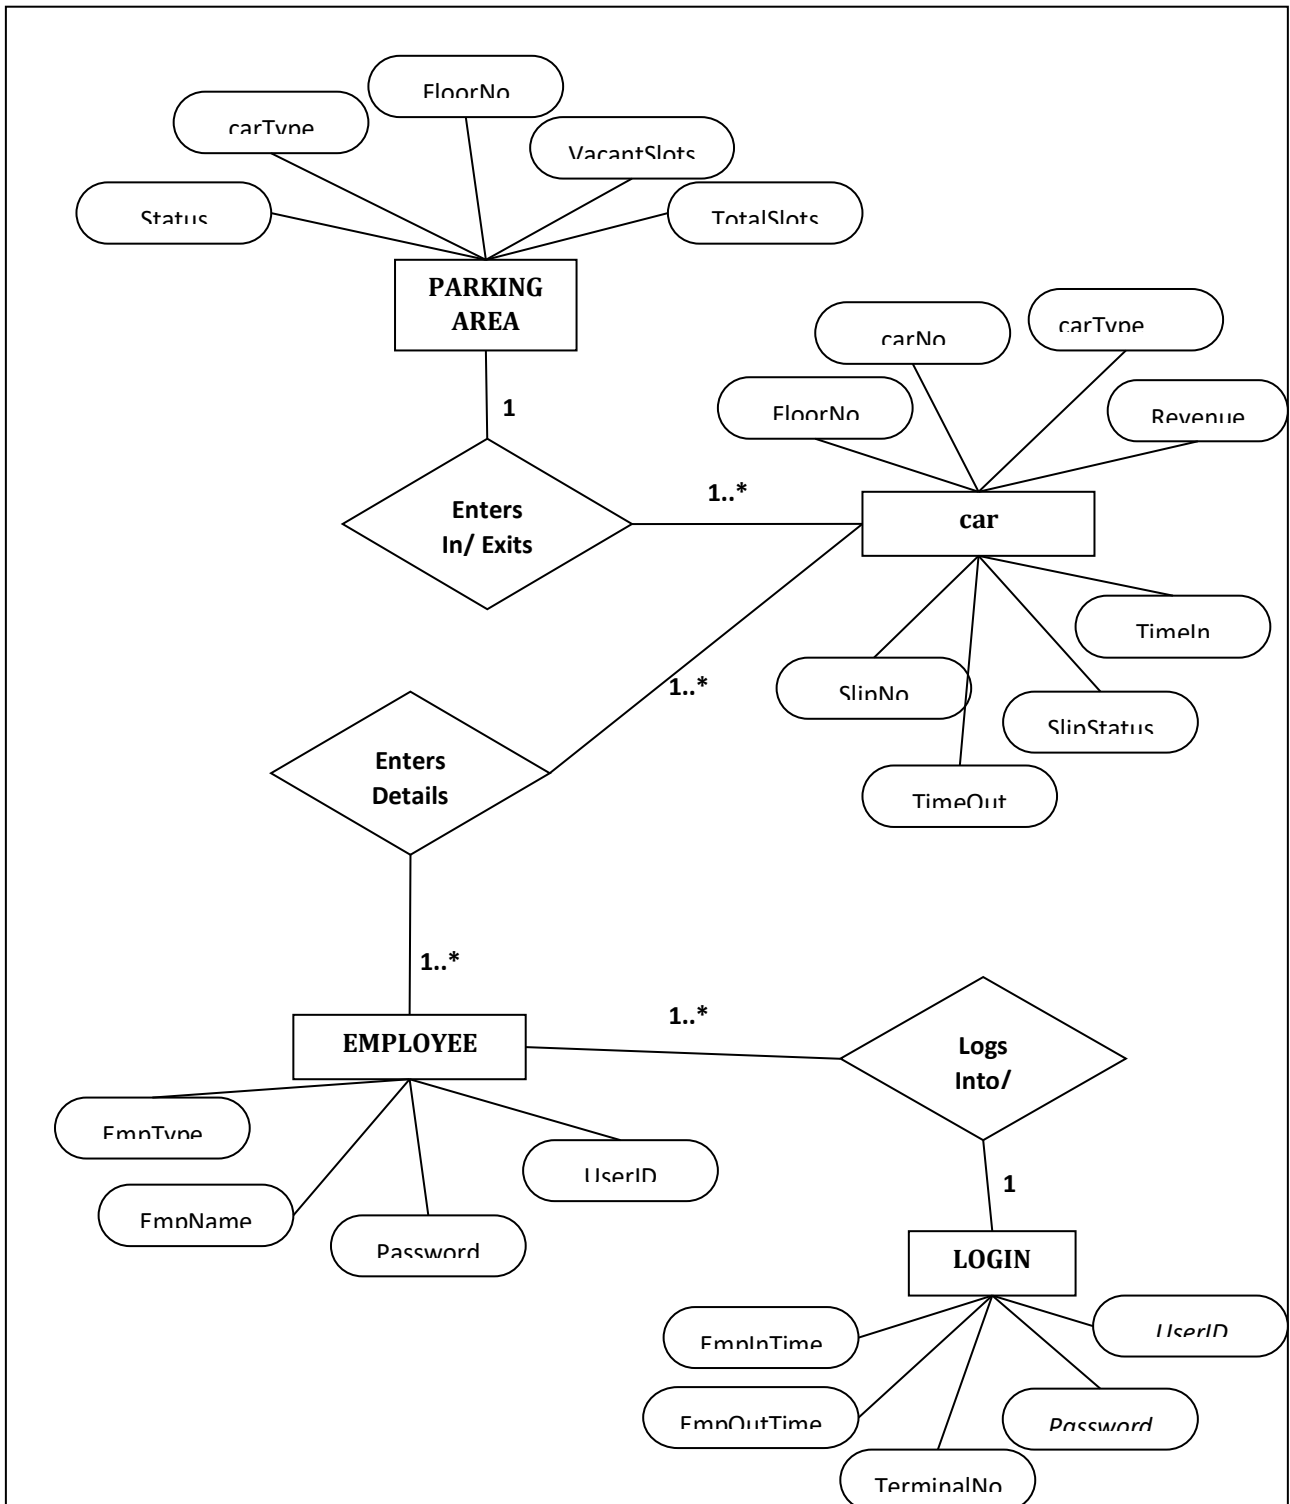 FloorNo
carType
VacantSlots
Status
TotalSlots
PARKING
AREA
carType
carNo
FloorNo
Revenue
1
1..*
Enters
In/ Exits
car
TimeIn
1..*
SlipNo
SlipStatus
Enters
Details
TimeOut
1..*
1..*
EMPLOYEE
Logs
Into/
EmpType
UserID
1
EmpName
Password
LOGIN
EmpInTime
UserID
EmpOutTime
Password
TerminalNo